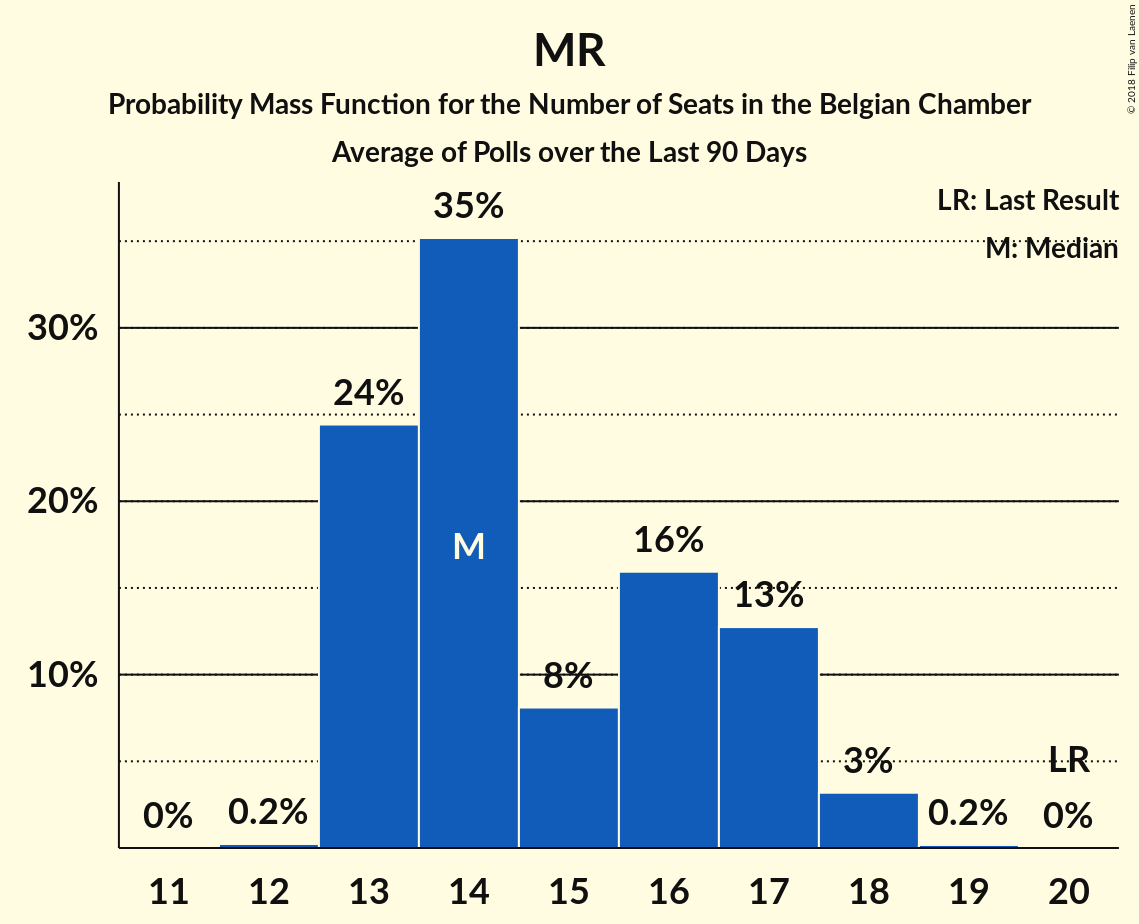 MR
Probability Mass Function for the Number of Seats in the Belgian Chamber
Average of Polls over the Last 90 Days
© 2018 Filip van Laenen
LR: Last Result
M: Median
35%
30%
24%
20%
M
16%
13%
10%
8%
3%
LR
0%
0.2%
0.2%
0%
11 12 13 14 15 16 17 18 19 20